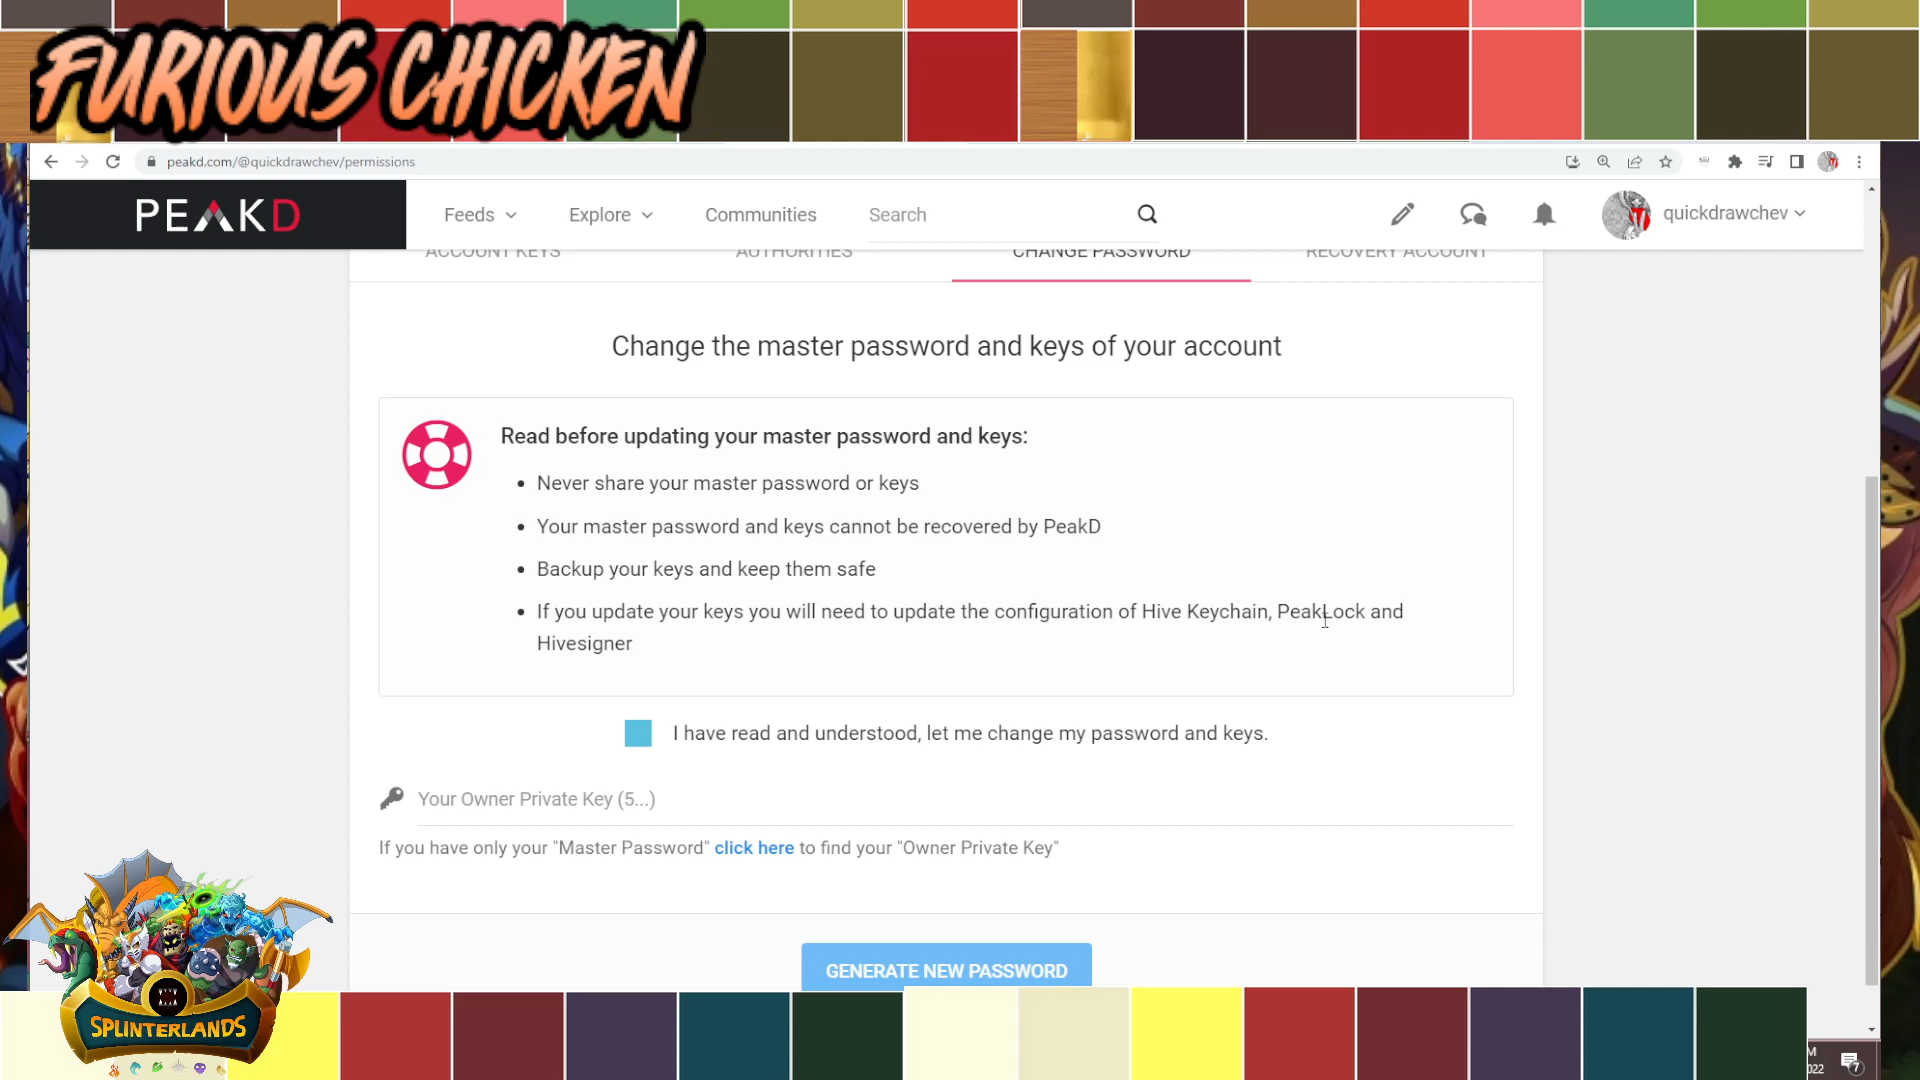 FURIOUS CHICKEN
peakd.com/@quickdrawchev/permissions
PEAKD
Feeds
Explore
Communities
Search
quickdrawchev
ACCOUNT KEYS
AUTHORITIES
CHANGE PASSWORD
RECOVERY ACCOUNT
Change the master password and keys of your account
Read before updating your master password and keys:
• Never share your master password or keys
• Your master password and keys cannot be recovered by PeakD
• Backup your keys and keep them safe
• If you update your keys you will need to update the configuration of Hive Keychain, PeakLock and
Hivesigner
I have read and understood, let me change my password and keys.
Your Owner Private Key (5...)
If you have only your "Master Password" click here to find your "Owner Private Key"
GENERATE NEW PASSWORD
SPLINTERLANDS
M
022
7